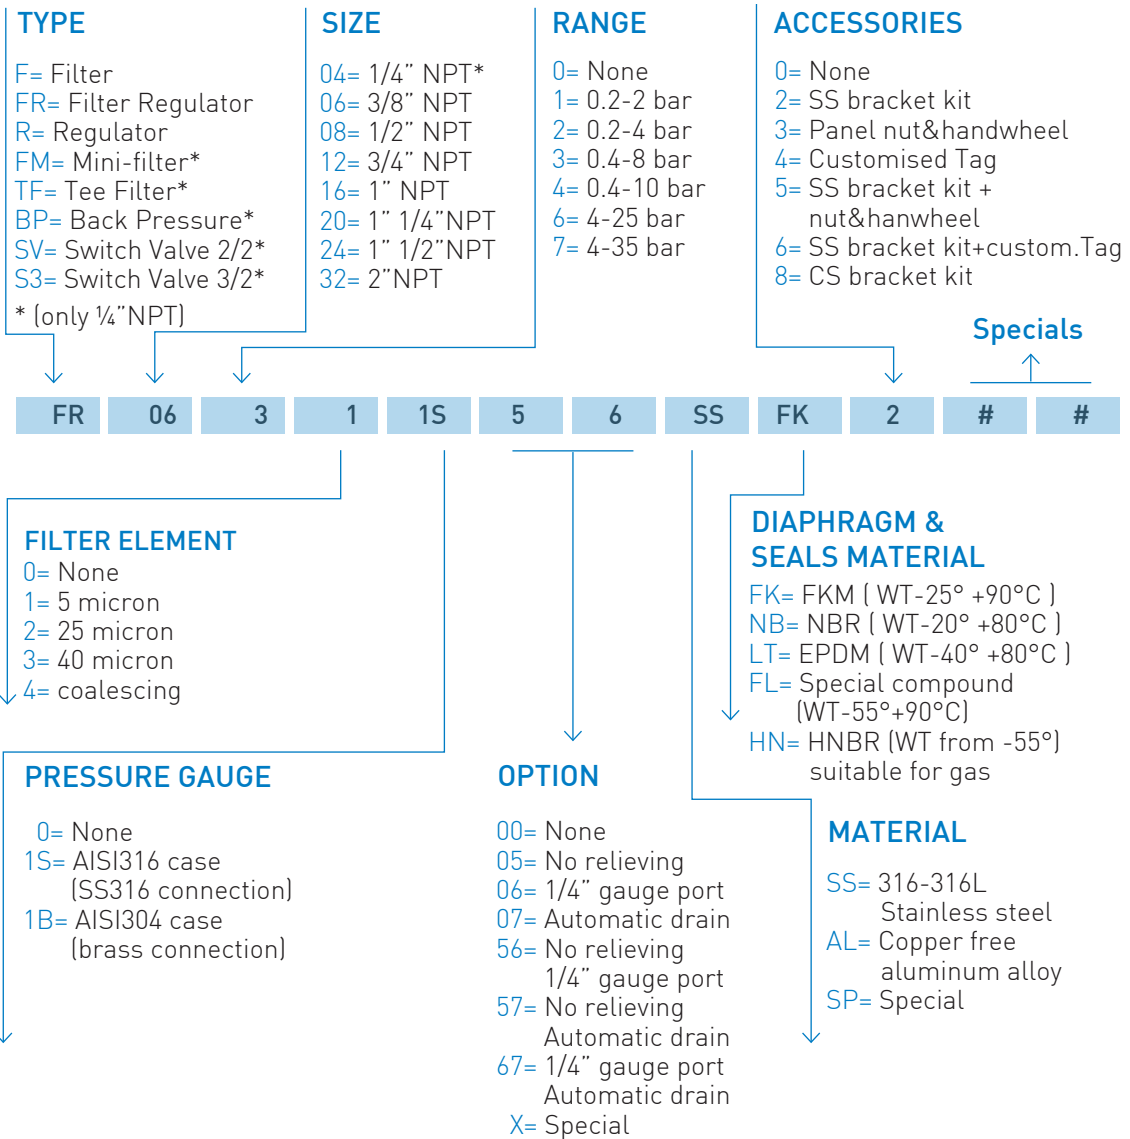 TYPE
F= Filter
FR= Filter Regulator
R= Regulator
FM= Mini-filter*
TF= Tee Filter*
BP= Back Pressure*
SV= Switch Valve 2/2*
S3= Switch Valve 3/2*
* (only ¼”NPT)
SIZE
04= 1/4” NPT*
06= 3/8” NPT
08= 1/2” NPT
12= 3/4” NPT
16= 1” NPT
20= 1” 1/4”NPT
24= 1” 1/2”NPT
32= 2”NPT
RANGE
0= None
1= 0.2-2 bar
2= 0.2-4 bar
3= 0.4-8 bar
4= 0.4-10 bar
6= 4-25 bar
7= 4-35 bar
ACCESSORIES
0= None
2= SS bracket kit
3= Panel nut&handwheel
4= Customised Tag
5= SS bracket kit +
nut&hanwheel
6= SS bracket kit+custom.Tag
8= CS bracket kit
Specials
FR 06 3 1 1S 5 6 SS FK 2 # #
FILTER ELEMENT
0= None
1= 5 micron
2= 25 micron
3= 40 micron
4= coalescing
DIAPHRAGM &
SEALS MATERIAL
FK= FKM ( WT-25° +90°C )
NB= NBR ( WT-20° +80°C )
LT= EPDM ( WT-40° +80°C )
FL= Special compound
(WT-55°+90°C)
HN= HNBR (WT from -55°)
suitable for gas
PRESSURE GAUGE
0= None
1S= AISI316 case
(SS316 connection)
1B= AISI304 case
(brass connection)
OPTION
00= None
05= No relieving
06= 1/4” gauge port
07= Automatic drain
56= No relieving
1/4” gauge port
57= No relieving
Automatic drain
67= 1/4” gauge port
Automatic drain
X= Special
MATERIAL
SS= 316-316L
Stainless steel
AL= Copper free
aluminum alloy
SP= Special